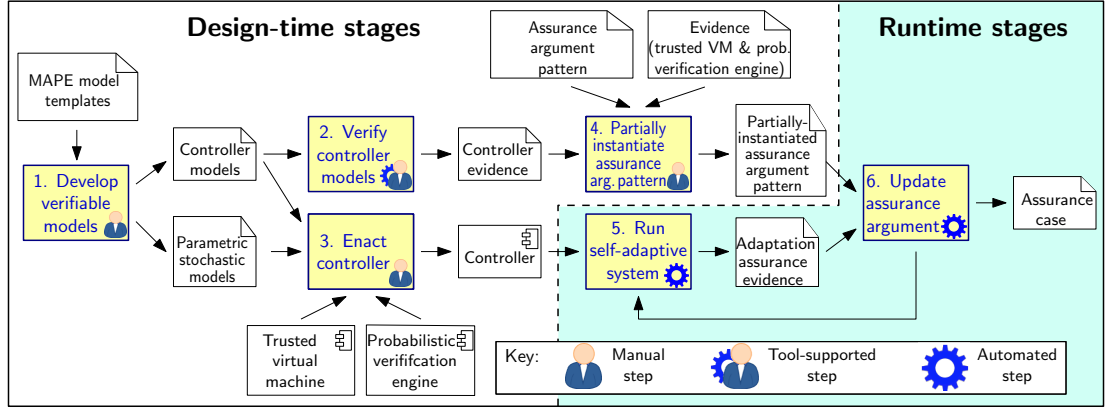 Design-time stages
Runtime stages
MAPE model
templates
Assurance
argument
pattern
Evidence
(trusted VM & prob.
verification engine)
1. Develop
verifiable
models
Controller
models
Parametric
stochastic
models
2. Verify
controller
models
Controller
evidence
3. Enact
controller
Controller
Trusted
virtual
machine
Probabilistic
verififcation
engine
4. Partially
instantiate
assurance
arg. pattern
Partially-
instantiated
assurance
argument
pattern
5. Run
self-adaptive
system
Adaptation
assurance
evidence
6. Update
assurance
argument
Assurance
case
Key:
Manual
step
Tool-supported
step
Automated
step